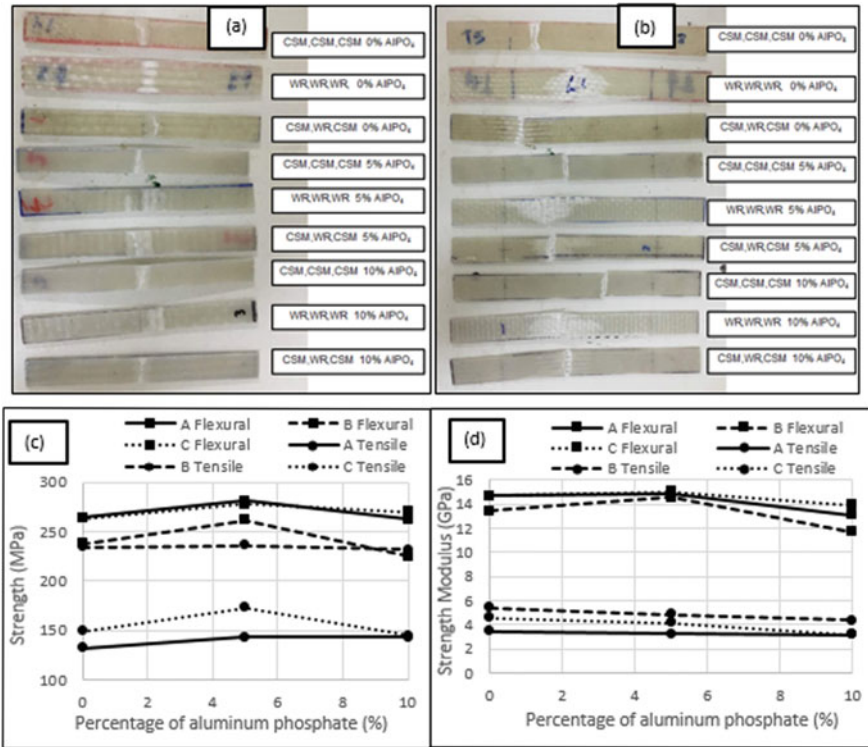 (a)
CSM,CSM,CSM 0% AlPO₄
WR,WR,WR, 0% AlPO₄
CSM,WR,CSM 0% AlPO₄
CSM,CSM,CSM 5% AlPO₄
WR,WR,WR 5% AlPO₄
CSM,WR,CSM 5% AlPO₄
CSM,CSM,CSM 10% AlPO₄
WR,WR,WR 10% AlPO₄
CSM,WR,CSM 10% AlPO₄
(b)
T5
CSM,CSM,CSM 0% AlPO₄
WR,WR,WR, 0% AlPO₄
CSM,WR,CSM 0% AlPO₄
CSM,CSM,CSM 5% AlPO₄
WR,WR,WR 5% AlPO₄
CSM,WR,CSM 5% AlPO₄
CSM,CSM,CSM 10% AlPO₄
WR,WR,WR 10% AlPO₄
CSM,WR,CSM 10% AlPO₄
(c)
A Flexural B Flexural
C Flexural A Tensile
B Tensile C Tensile
300
250
200
150
100
Strength (MPa)
0 2 4 6 8 10
Percentage of aluminum phosphate (%)
(d)
A Flexural B Flexural
C Flexural A Tensile
B Tensile C Tensile
16
14
12
10
8
6
4
2
0
Strength Modulus (GPa)
0 5 10
Percentage of aluminum phosphate (%)